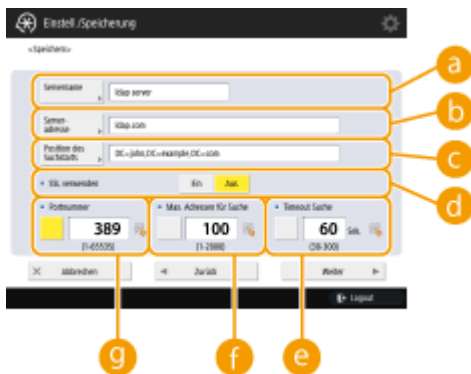 Einstell./Speicherung
<Speichern>
a
Servername
ldap server
b
Server-
adresse
ldap.com
c
Position des
Suchstarts
DC=john,DC=example,DC=com
SSL verwenden
Ein
Aus
d
Portnummer
Max. Adressen für Suche
Timeout Suche
389
100
60
Sek.
(1-65535)
(1-2000)
(30-300)
Abbrechen
Zurück
Weiter
Logout
g
f
e